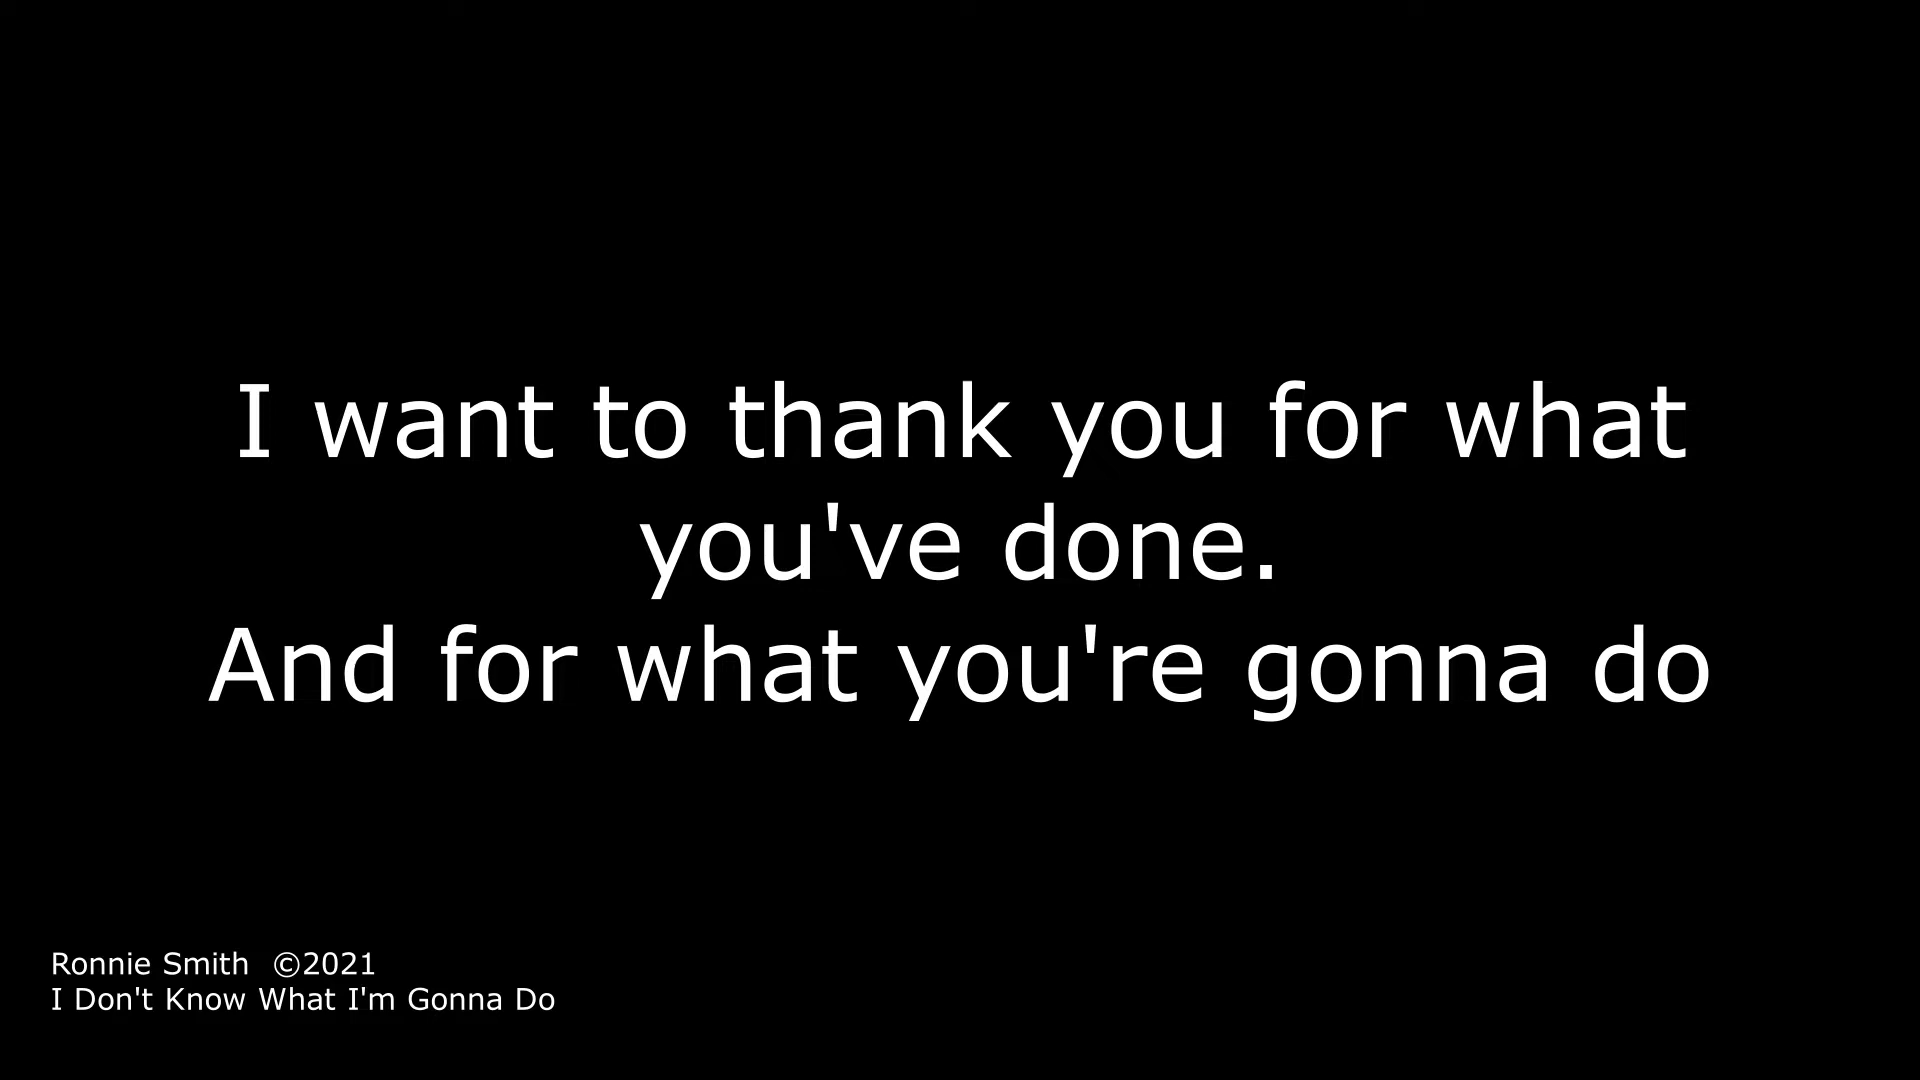 I want to thank you for what
you've done.
And for what you're gonna do
Ronnie Smith  ©2021
I Don't Know What I'm Gonna Do